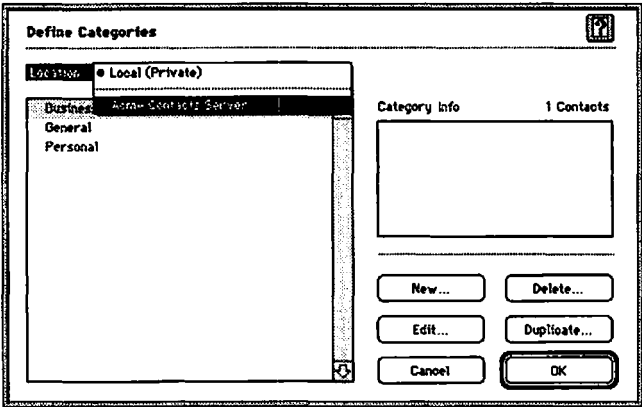 Define Categories
?
Location
● Local (Private)
Acme Contacts Server
Busines
General
Personal
Category Info
1 Contacts
New...
Delete...
Edit...
Duplicate...
Cancel
OK